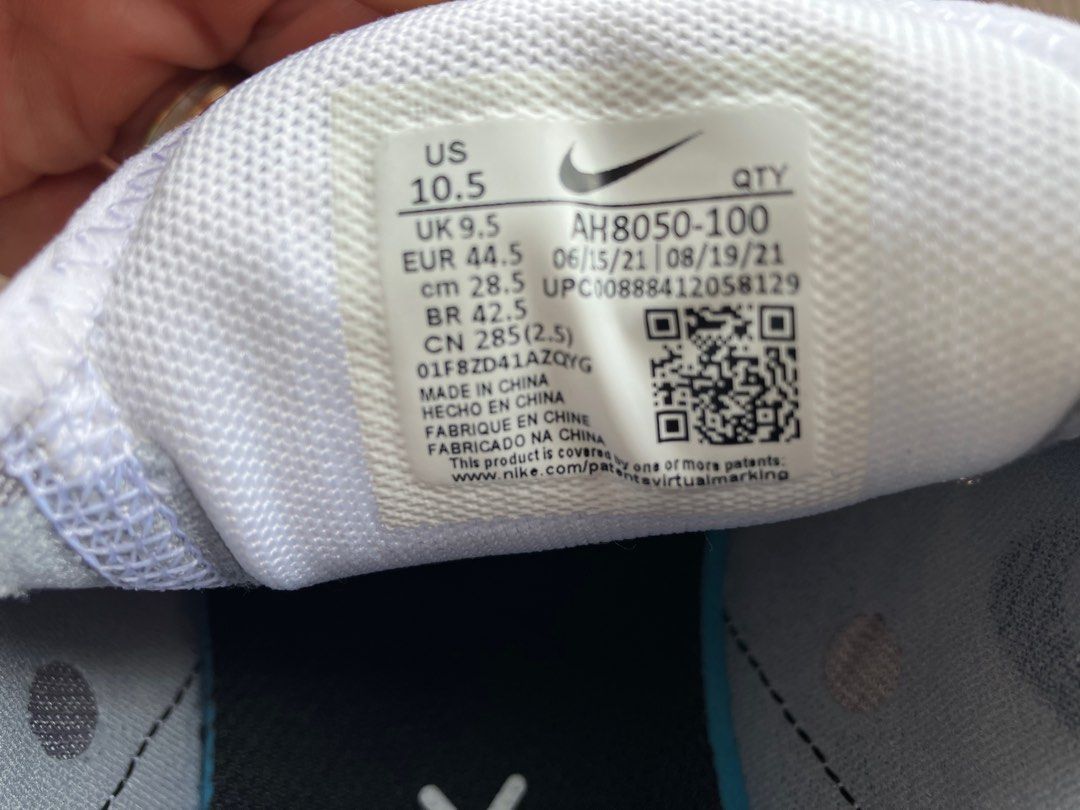 US
10.5
QTY
UK 9.5
AH8050-100
EUR 44.5
06/15/21 | 08/19/21
cm 28.5
UPC00888412058129
BR 42.5
CN 285(2.5)
01F8ZD41AZQYG
MADE IN CHINA
HECHO EN CHINA
FABRIQUE EN CHINE
FABRICADO NA CHINA
This product is covered by one or more patents:
www.nike.com/patentsvirtualmarking